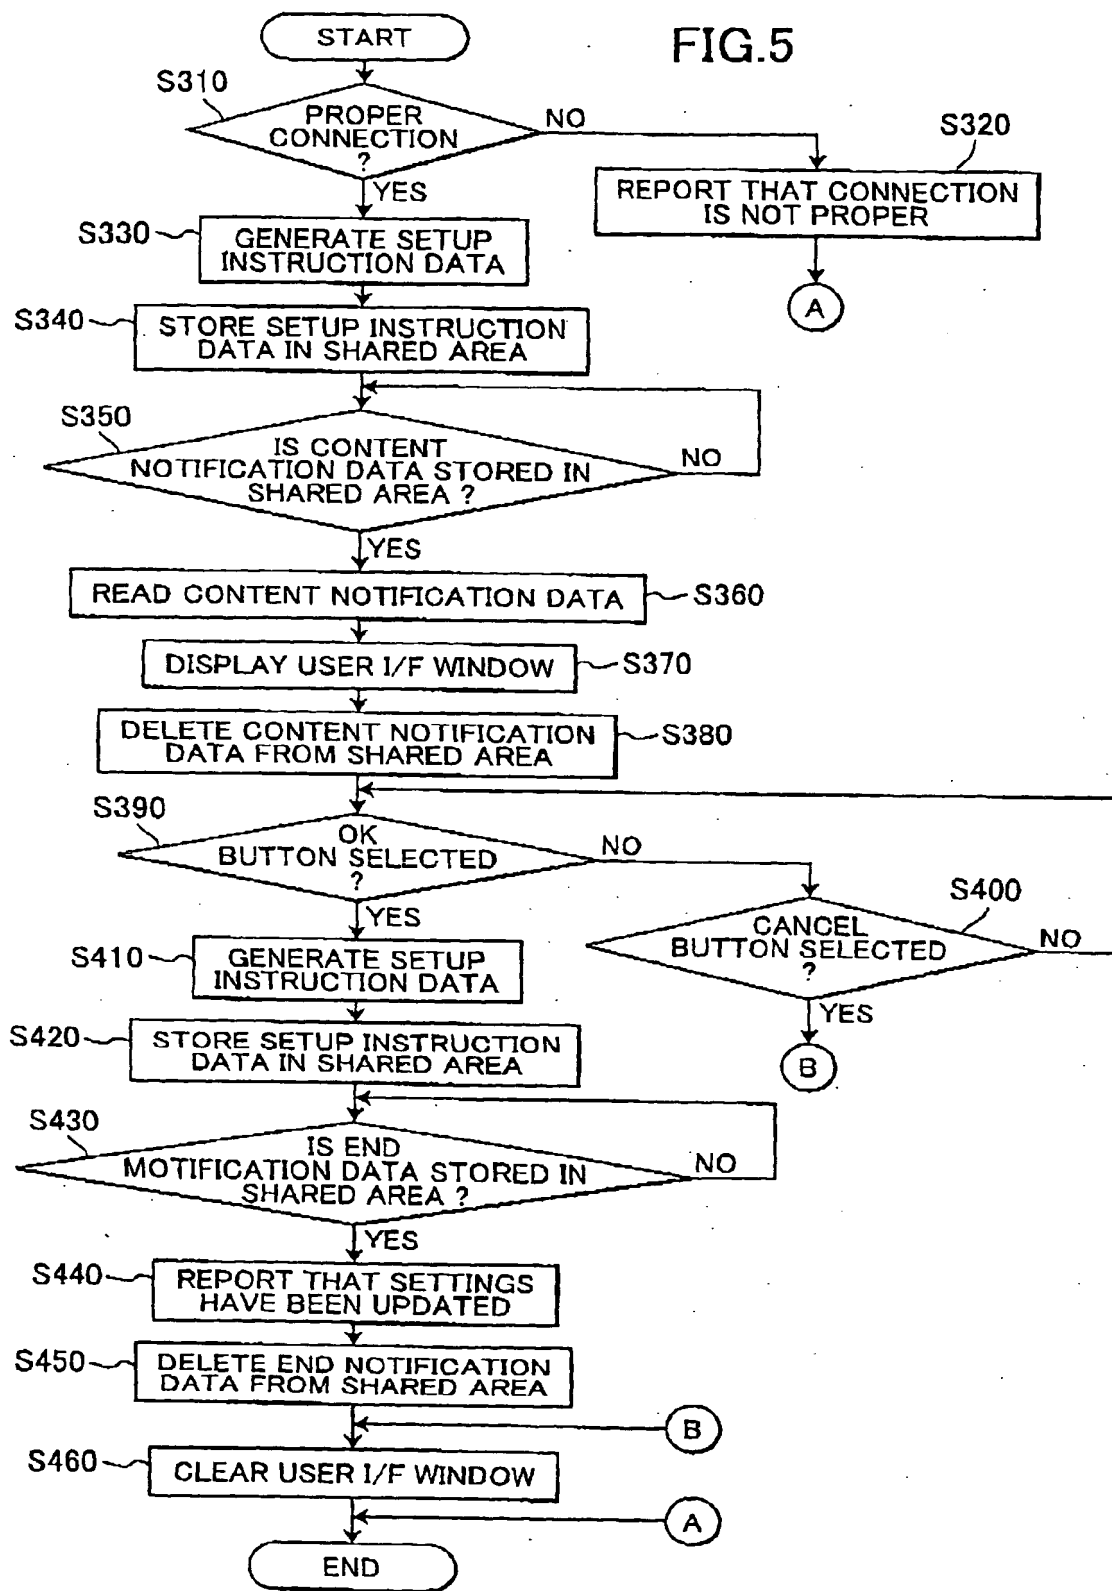 START
FIG.5
S310
PROPER
CONNECTION
?
NO
YES
S320
REPORT THAT CONNECTION
IS NOT PROPER
A
S330
GENERATE SETUP
INSTRUCTION DATA
S340
STORE SETUP INSTRUCTION
DATA IN SHARED AREA
S350
IS CONTENT
NOTIFICATION DATA STORED IN
SHARED AREA ?
NO
YES
READ CONTENT NOTIFICATION DATA
S360
DISPLAY USER I/F WINDOW
S370
DELETE CONTENT NOTIFICATION
DATA FROM SHARED AREA
S380
S390
OK
BUTTON SELECTED
?
NO
YES
S400
CANCEL
BUTTON SELECTED
?
NO
YES
B
S410
GENERATE SETUP
INSTRUCTION DATA
S420
STORE SETUP INSTRUCTION
DATA IN SHARED AREA
S430
IS END
MOTIFICATION DATA STORED IN
SHARED AREA ?
NO
YES
S440
REPORT THAT SETTINGS
HAVE BEEN UPDATED
S450
DELETE END NOTIFICATION
DATA FROM SHARED AREA
B
S460
CLEAR USER I/F WINDOW
A
END